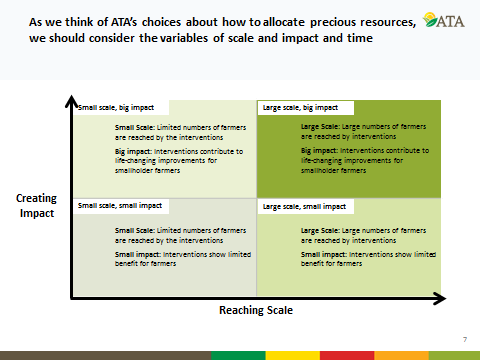 As we think of ATA's choices about how to allocate precious resources,
we should consider the variables of scale and impact and time
ATA
Small scale, big impact
Small Scale: Limited numbers of farmers
are reached by the interventions
Big impact: Interventions contribute to
life-changing improvements for
smallholder farmers
Large scale, big impact
Large Scale: Large numbers of farmers
are reached by interventions
Big impact: Interventions contribute to
life-changing improvements for
smallholder farmers
Creating
Impact
Small scale, small impact
Small Scale: Limited numbers of farmers
are reached by the interventions
Small impact: Interventions show limited
benefit for farmers
Large scale, small impact
Large Scale: Large numbers of farmers
are reached by interventions
Small impact: Interventions show limited
benefit for farmers
Reaching Scale
7